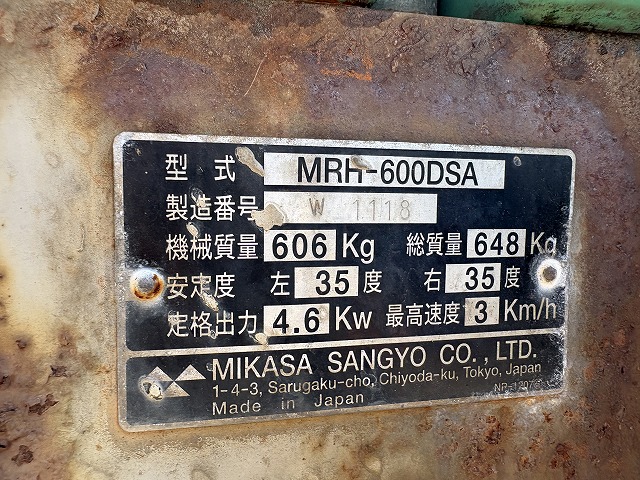 型式 MRH-600DSA
製造番号 W 1118
機械質量 606 Kg 総質量 648 Kg
安定度 左 35 度 右 35 度
定格出力 4.6 Kw 最高速度 3 Km/h
MIKASA SANGYO CO., LTD.
1-4-3, Sarugaku-cho, Chiyoda-ku, Tokyo, Japan
Made in Japan